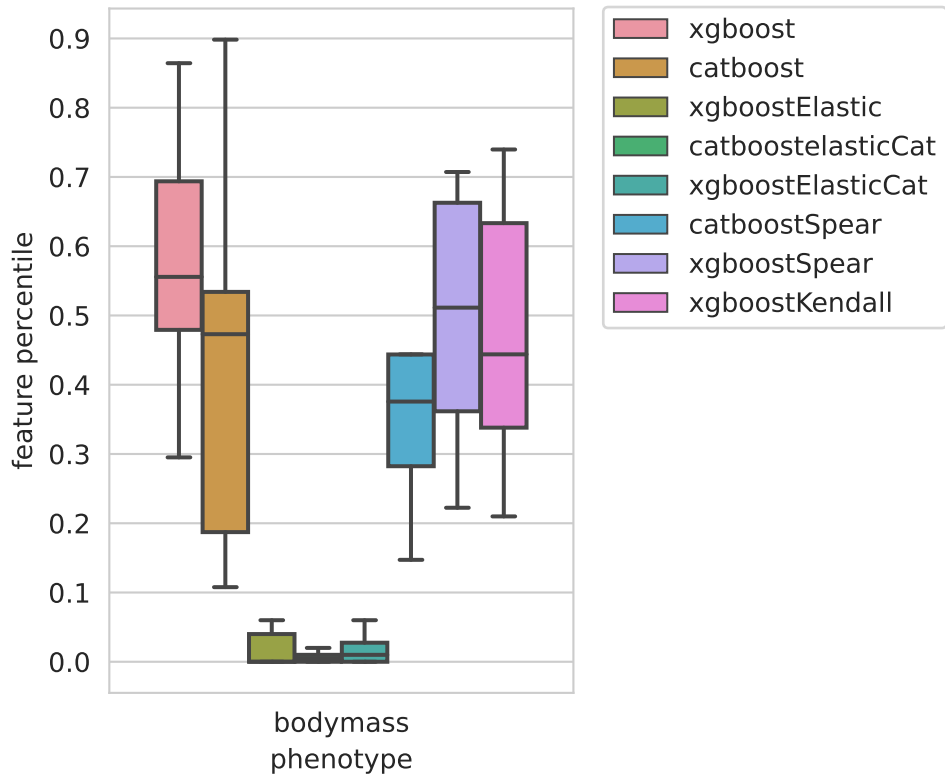 0.9
0.8
0.7
0.6
0.5
0.4
0.3
0.2
0.1
0.0
feature percentile
bodymass
phenotype
xgboost
catboost
xgboostElastic
catboostelasticCat
xgboostElasticCat
catboostSpear
xgboostSpear
xgboostKendall